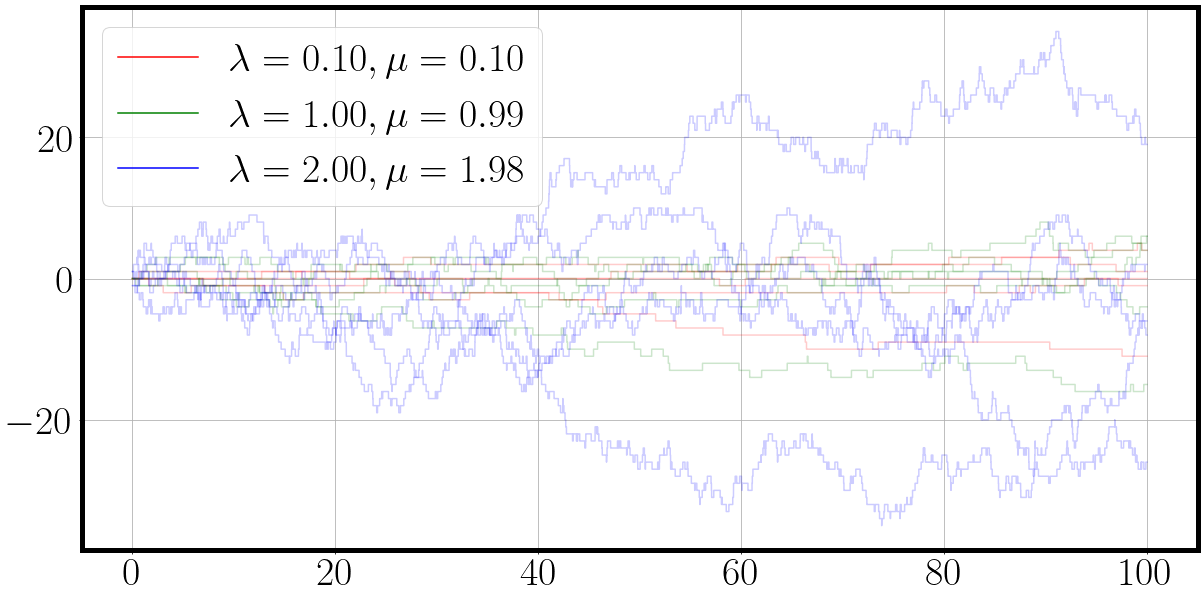 λ = 0.10, μ = 0.10
λ = 1.00, μ = 0.99
λ = 2.00, μ = 1.98
20
0
−20
0 20 40 60 80 100